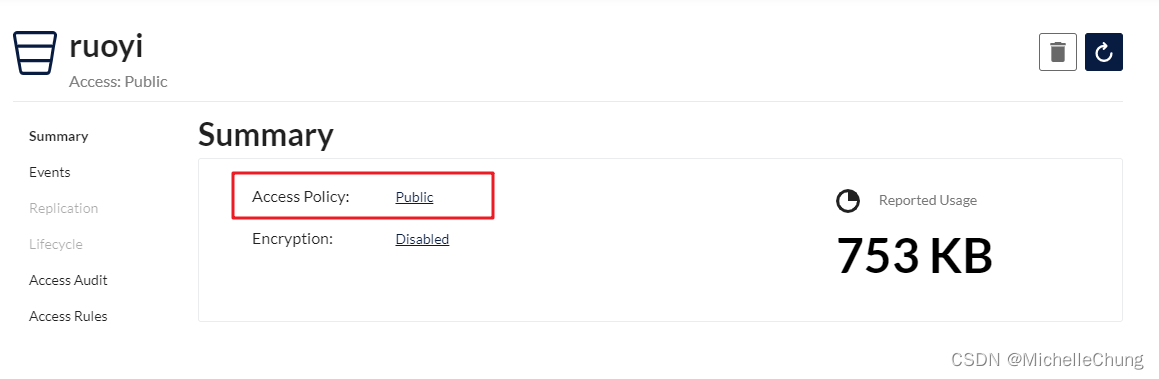 ruoyi
Access: Public
Summary
Events
Replication
Lifecycle
Access Audit
Access Rules
Summary
Access Policy: Public
Encryption: Disabled
Reported Usage
753 KB
CSDN @MichelleChung